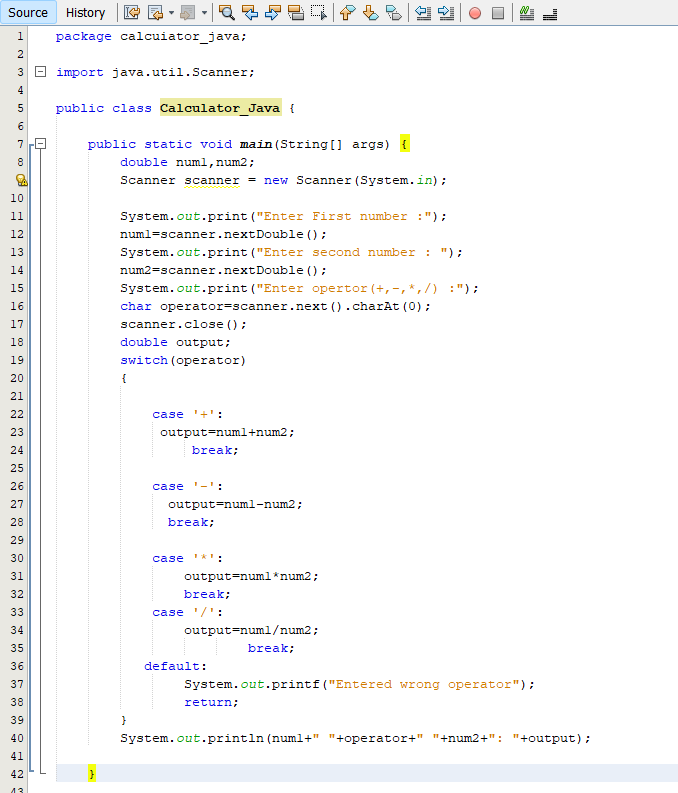 Source History
1 package calcuiator_java;
2
3 import java.util.Scanner;
4
5 public class Calculator_Java {
6
7 public static void main(String[] args) {
8 double num1,num2;
Scanner scanner = new Scanner(System.in);
10
11 System.out.print("Enter First number :");
12 num1=scanner.nextDouble();
13 System.out.print("Enter second number : ");
14 num2=scanner.nextDouble();
15 System.out.print("Enter opertor(+,-,*,/) :");
16 char operator=scanner.next().charAt(0);
17 scanner.close();
18 double output;
19 switch(operator)
20 {
21
22 case '+':
23 output=num1+num2;
24 break;
25
26 case '-':
27 output=num1-num2;
28 break;
29
30 case '*':
31 output=num1*num2;
32 break;
33 case '/':
34 output=num1/num2;
35 break;
36 default:
37 System.out.printf("Entered wrong operator");
38 return;
39 }
40 System.out.println(num1+" "+operator+" "+num2+": "+output);
41
42 }
43